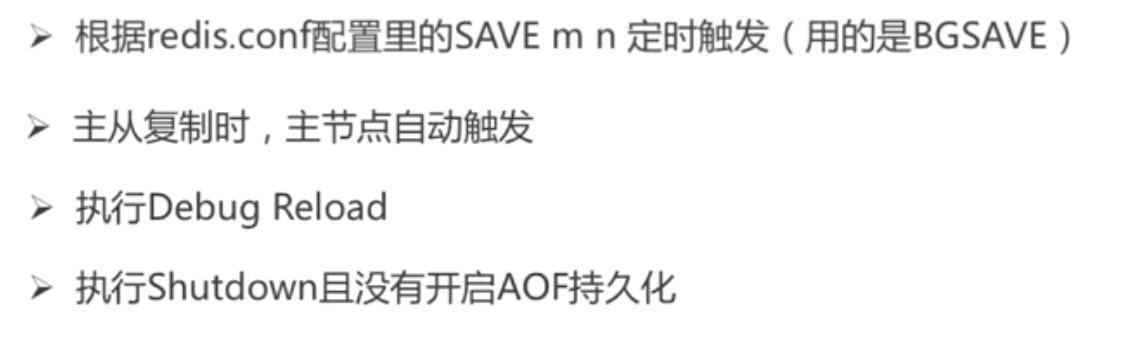 ➢ 根据redis.conf配置里的SAVE m n 定时触发（用的是BGSAVE）
➢ 主从复制时，主节点自动触发
➢ 执行Debug Reload
➢ 执行Shutdown且没有开启AOF持久化